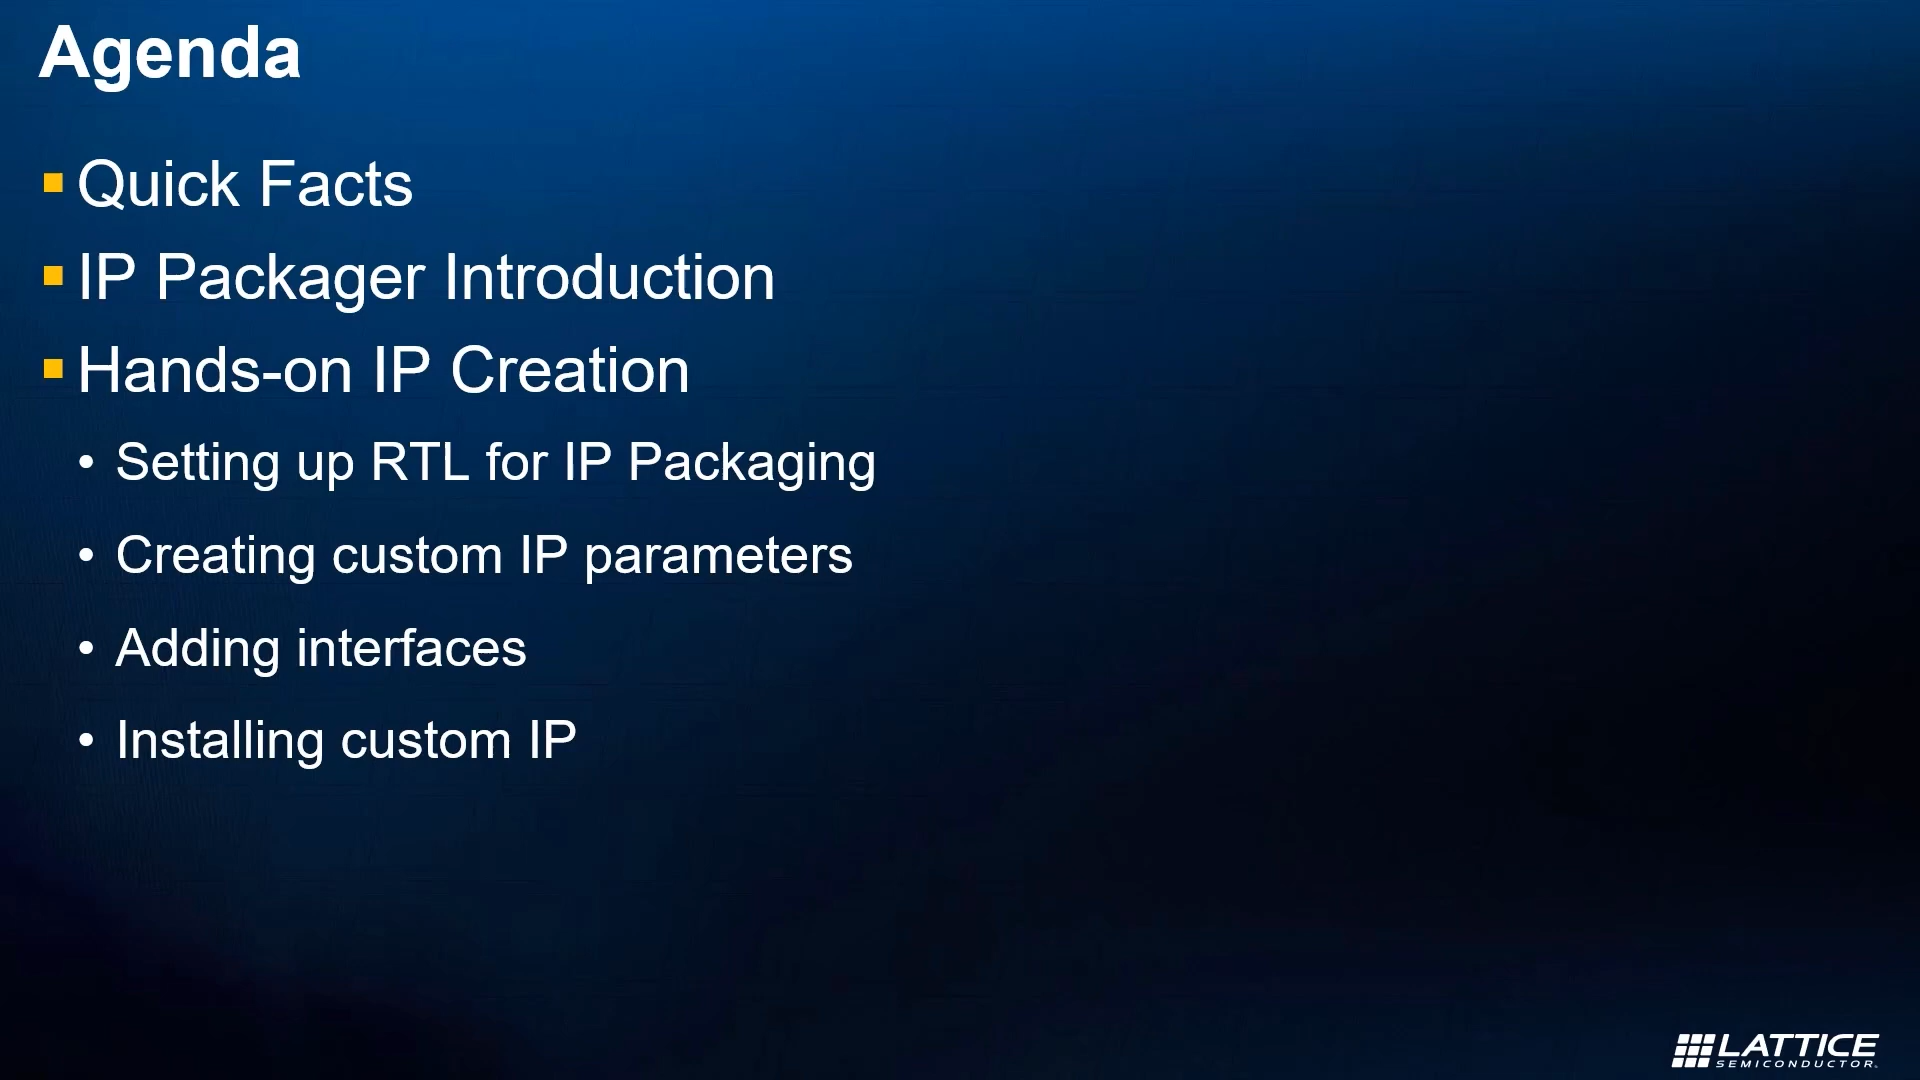 Agenda
Quick Facts
IP Packager Introduction
Hands-on IP Creation
• Setting up RTL for IP Packaging
• Creating custom IP parameters
• Adding interfaces
• Installing custom IP
LATTICE
SEMICONDUCTOR.